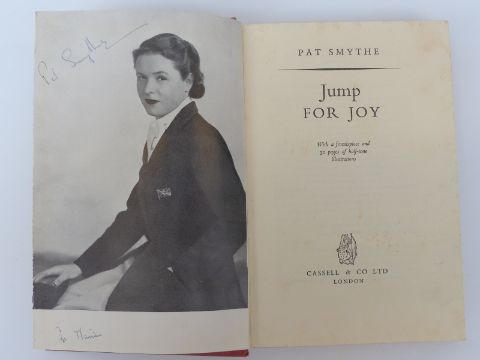 Pat Smythe
PAT SMYTHE
Jump
FOR JOY
With a frontispiece and
32 pages of half-tone
illustrations
CASSELL & CO LTD
LONDON